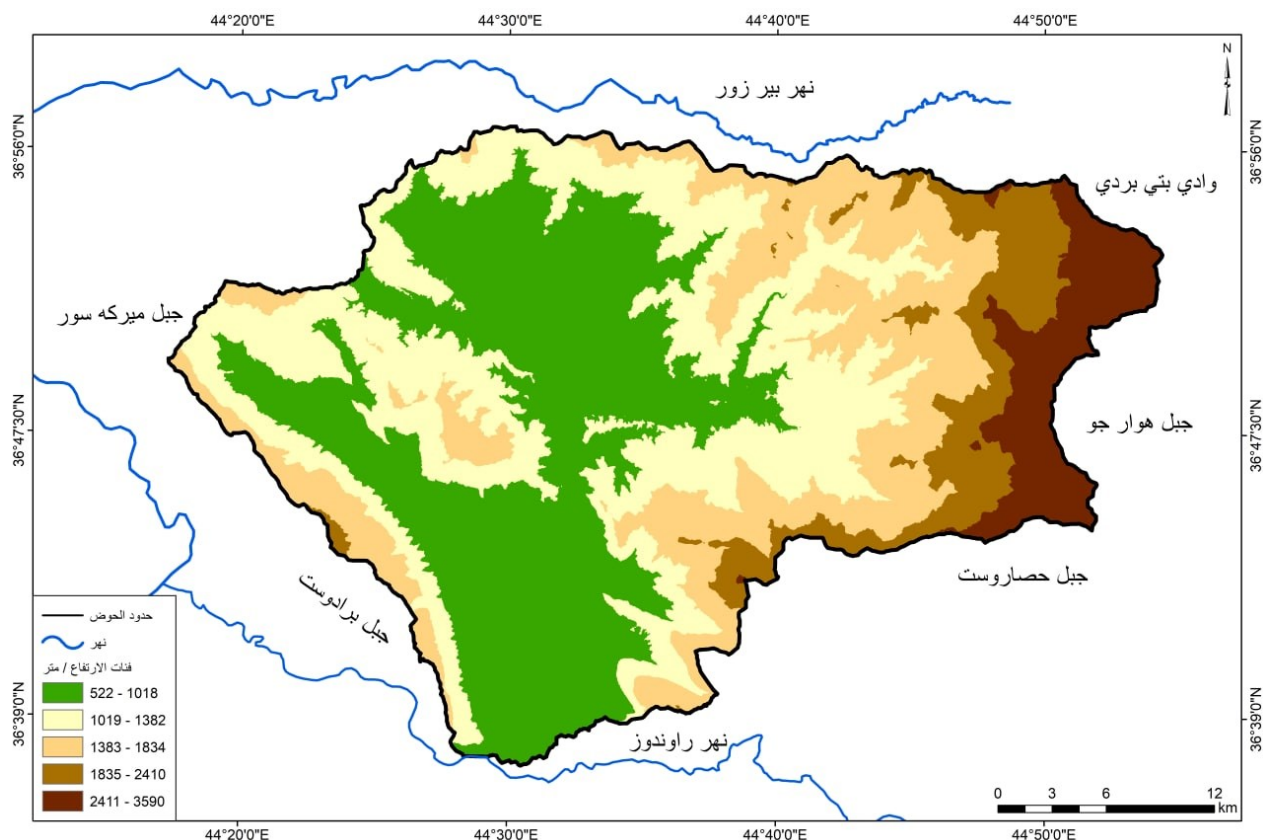 44°20'0"E
44°30'0"E
44°40'0"E
44°50'0"E
N
نهر بير زور
36°56'0"N
36°56'0"N
وادي بتي بردي
جبل ميركه سور
جبل هوار جو
36°47'30"N
36°47'30"N
جبل حصاروست
جبل برادوست
حدود الحوض
نهر
فئات الارتفاع / متر
522 - 1018
1019 - 1382
1383 - 1834
1835 - 2410
2411 - 3590
36°39'0"N
36°39'0"N
نهر راوندوز
0 3 6 12
km
44°20'0"E
44°30'0"E
44°40'0"E
44°50'0"E